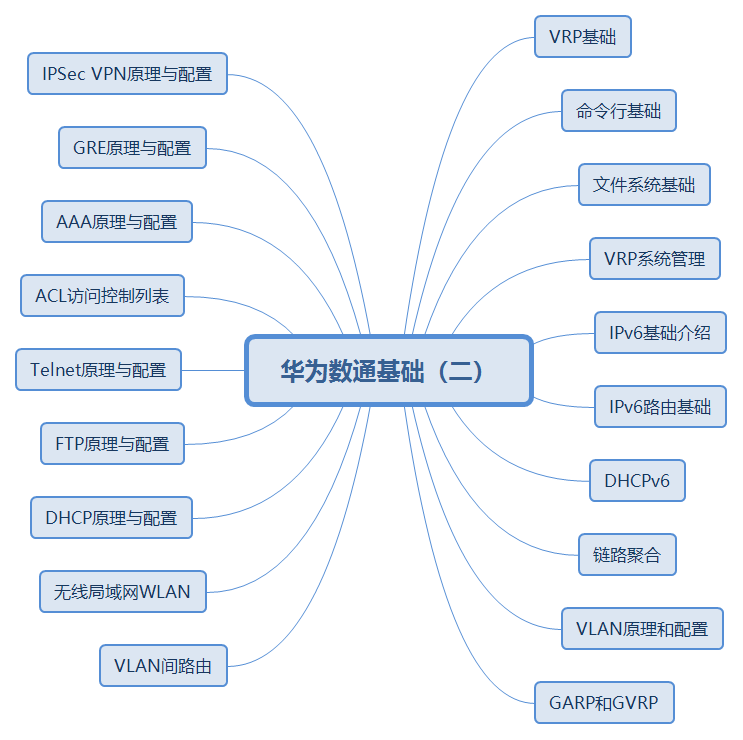 华为数通基础（二）
VRP基础
命令行基础
文件系统基础
VRP系统管理
IPv6基础介绍
IPv6路由基础
DHCPv6
链路聚合
VLAN原理和配置
GARP和GVRP
VLAN间路由
无线局域网WLAN
DHCP原理与配置
FTP原理与配置
Telnet原理与配置
ACL访问控制列表
AAA原理与配置
GRE原理与配置
IPSec VPN原理与配置